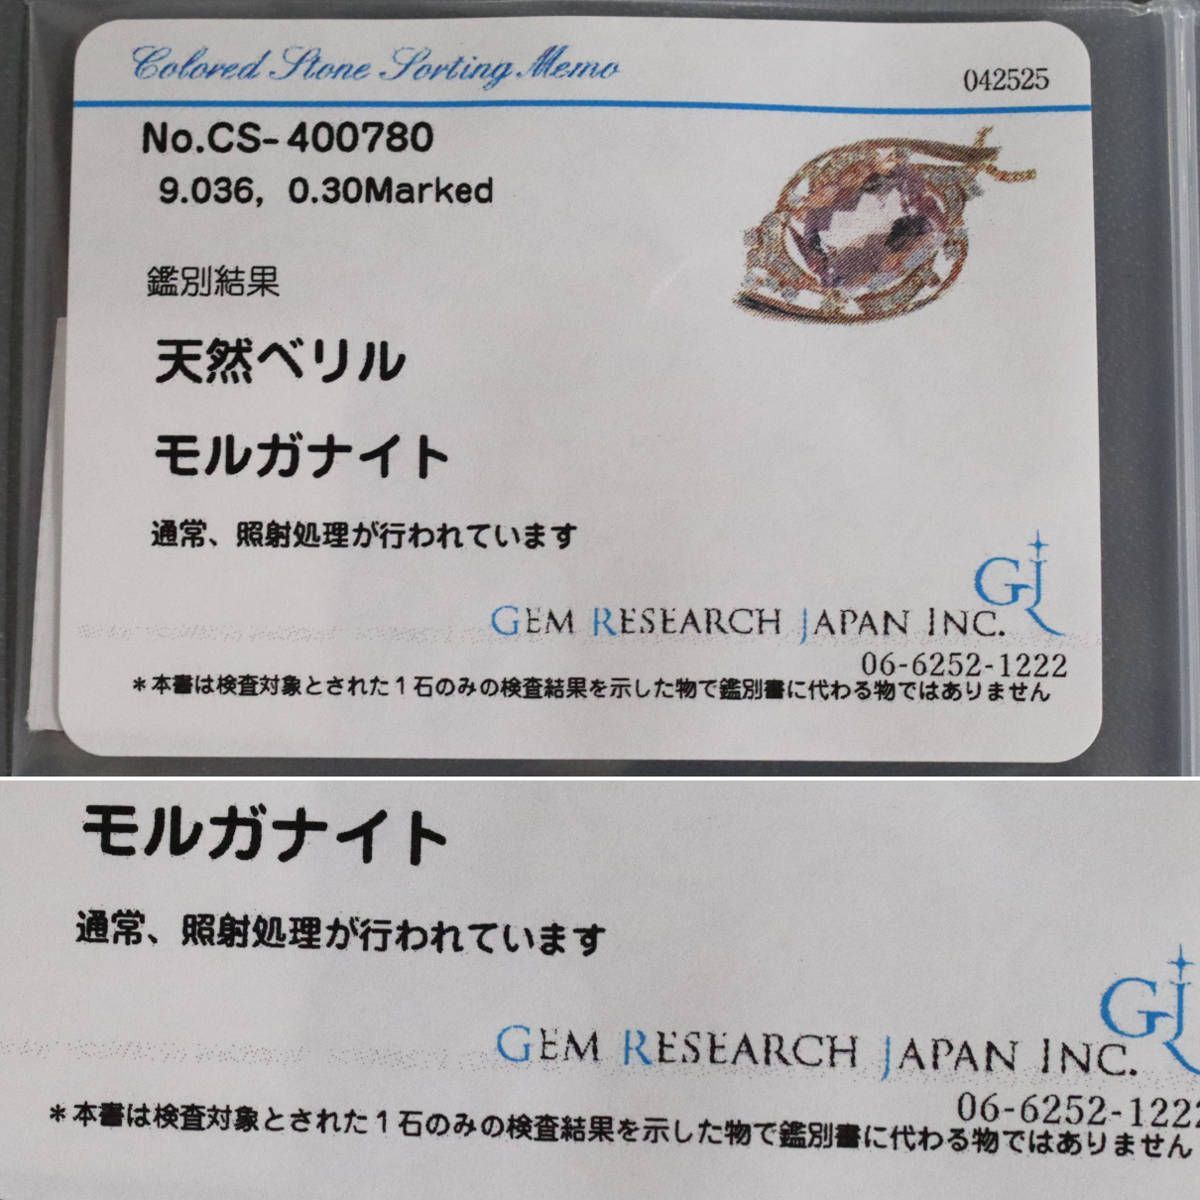 Colored Stone Sorting Memo
042525
No.CS-400780
9.036, 0.30Marked
鑑別結果
天然ベリル
モルガナイト
通常、照射処理が行われています
GJ
GEM RESEARCH JAPAN INC.
06-6252-1222
*本書は検査対象とされた1石のみの検査結果を示した物で鑑別書に代わる物ではありません
モルガナイト
通常、照射処理が行われています
GJ
GEM RESEARCH JAPAN INC.
06-6252-1222
*本書は検査対象とされた1石のみの検査結果を示した物で鑑別書に代わる物ではありません